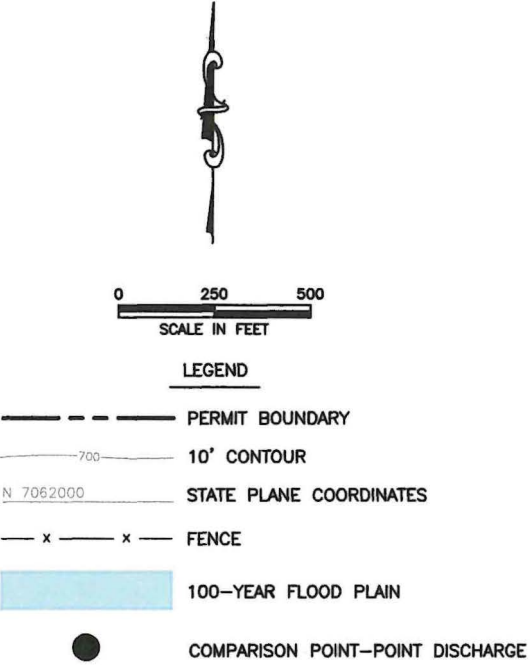 0 250 500
SCALE IN FEET
LEGEND
PERMIT BOUNDARY
700 10' CONTOUR
N 7062000 STATE PLANE COORDINATES
x x FENCE
100-YEAR FLOOD PLAIN
COMPARISON POINT-POINT DISCHARGE